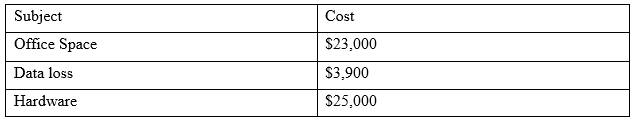 Subject Cost
Office Space $23,000
Data loss $3,900
Hardware $25,000